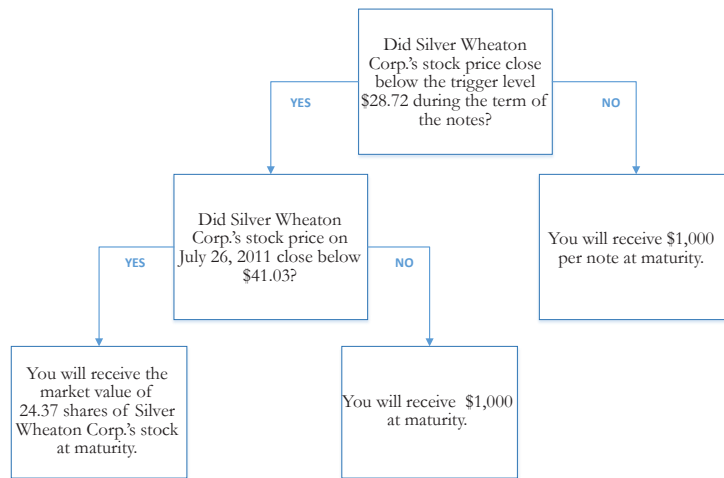 Did Silver Wheaton
Corp.'s stock price close
below the trigger level
$28.72 during the term of
the notes?
YES
NO
Did Silver Wheaton
Corp.'s stock price on
July 26, 2011 close below
$41.03?
You will receive $1,000
per note at maturity.
YES
NO
You will receive the
market value of
24.37 shares of Silver
Wheaton Corp.'s stock
at maturity.
You will receive $1,000
at maturity.